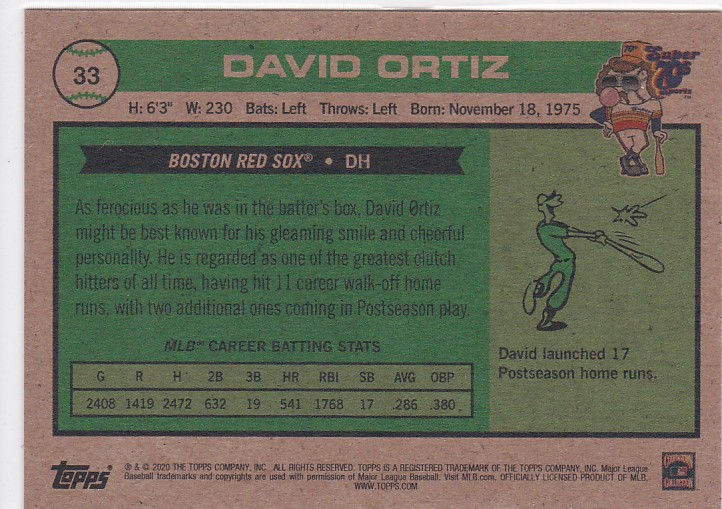 33
DAVID ORTIZ
70's
Super
70s
Sports
H: 6'3" W: 230 Bats: Left Throws: Left Born: November 18, 1975
BOSTON RED SOX® • DH
As ferocious as he was in the batter's box, David Ortiz
might be best known for his gleaming smile and cheerful
personality. He is regarded as one of the greatest clutch
hitters of all time, having hit 11 career walk-off home
runs, with two additional ones coming in Postseason play.
MLB® CAREER BATTING STATS
G R H 2B 3B HR RBI SB AVG OBP
2408 1419 2472 632 19 541 1768 17 .286 .380
David launched 17
Postseason home runs.
topps
® & © 2020 THE TOPPS COMPANY, INC. ALL RIGHTS RESERVED. TOPPS IS A REGISTERED TRADEMARK OF THE TOPPS COMPANY, INC. Major League
Baseball trademarks and copyrights are used with permission of Major League Baseball. Visit MLB.com. OFFICIALLY LICENSED PRODUCT OF MLB.
WWW.TOPPS.COM
COLLECTION